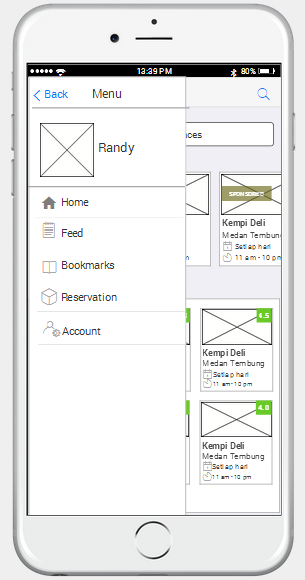 13:39 PM
80%
Back
Menu
Randy
Home
Feed
Bookmarks
Reservation
Account
SPONSORED
Kempi Deli
Medan Tembung
Setiap hari
11 am - 10 pm
4.5
Kempi Deli
Medan Tembung
Setiap hari
11 am - 10 pm
4.0
Kempi Deli
Medan Tembung
Setiap hari
11 am - 10 pm